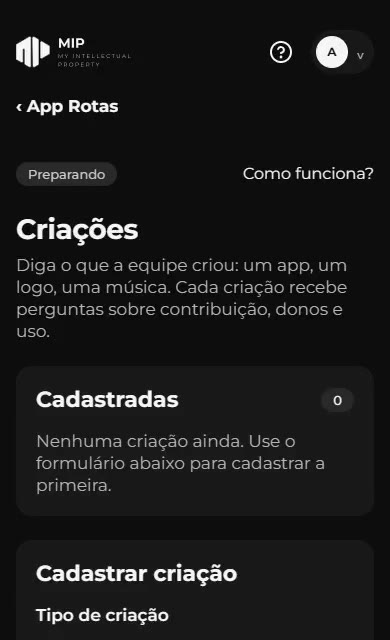 MIP
MY INTELLECTUAL
PROPERTY
?
A
v
‹ App Rotas
Preparando
Como funciona?
Criações
Diga o que a equipe criou: um app, um
logo, uma música. Cada criação recebe
perguntas sobre contribuição, donos e
uso.
Cadastradas
0
Nenhuma criação ainda. Use o
formulário abaixo para cadastrar a
primeira.
Cadastrar criação
Tipo de criação